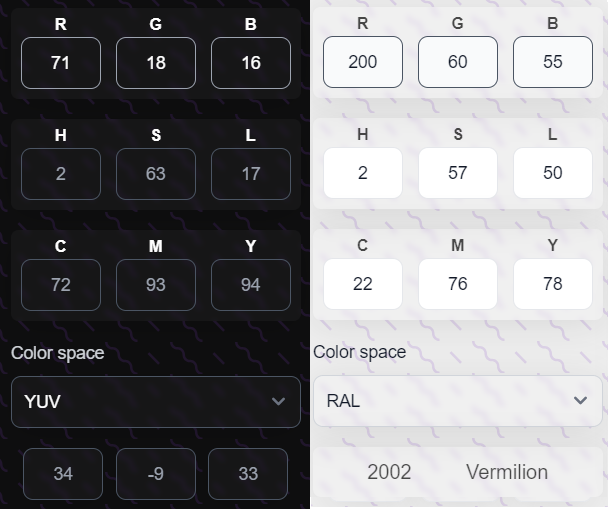 R G B
71 18 16
H S L
2 63 17
C M Y
72 93 94
Color space
YUV
34 -9 33
R G B
200 60 55
H S L
2 57 50
C M Y
22 76 78
Color space
RAL
2002 Vermilion